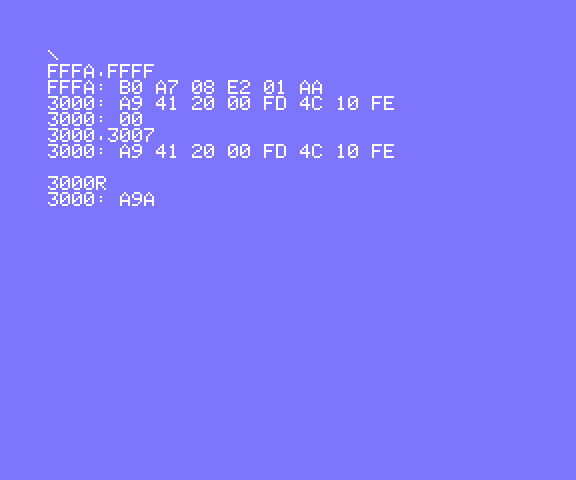 \
FFFA.FFFF
FFFA: B0 A7 08 E2 01 AA
3000: A9 41 20 00 FD 4C 10 FE
3000: 00
3000.3007
3000: A9 41 20 00 FD 4C 10 FE
3000R
3000: A9A